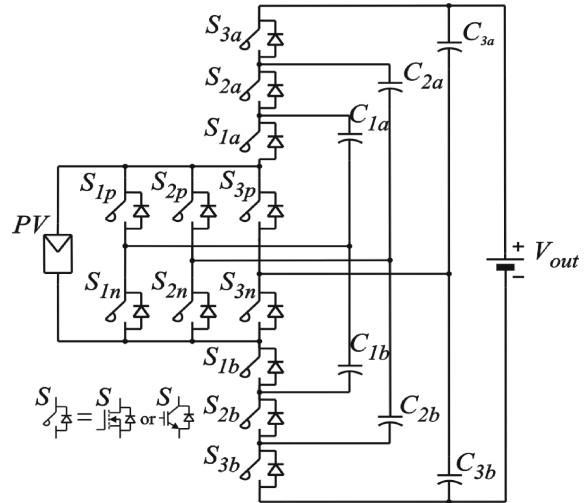 S3a
C3a
S2a
C2a
C1a
S1a
S1p
S2p
S3p
PV
+
Vout
-
S1n
S2n
S3n
S1b
C1b
S
S
S
=
or
S2b
C2b
S3b
C3b